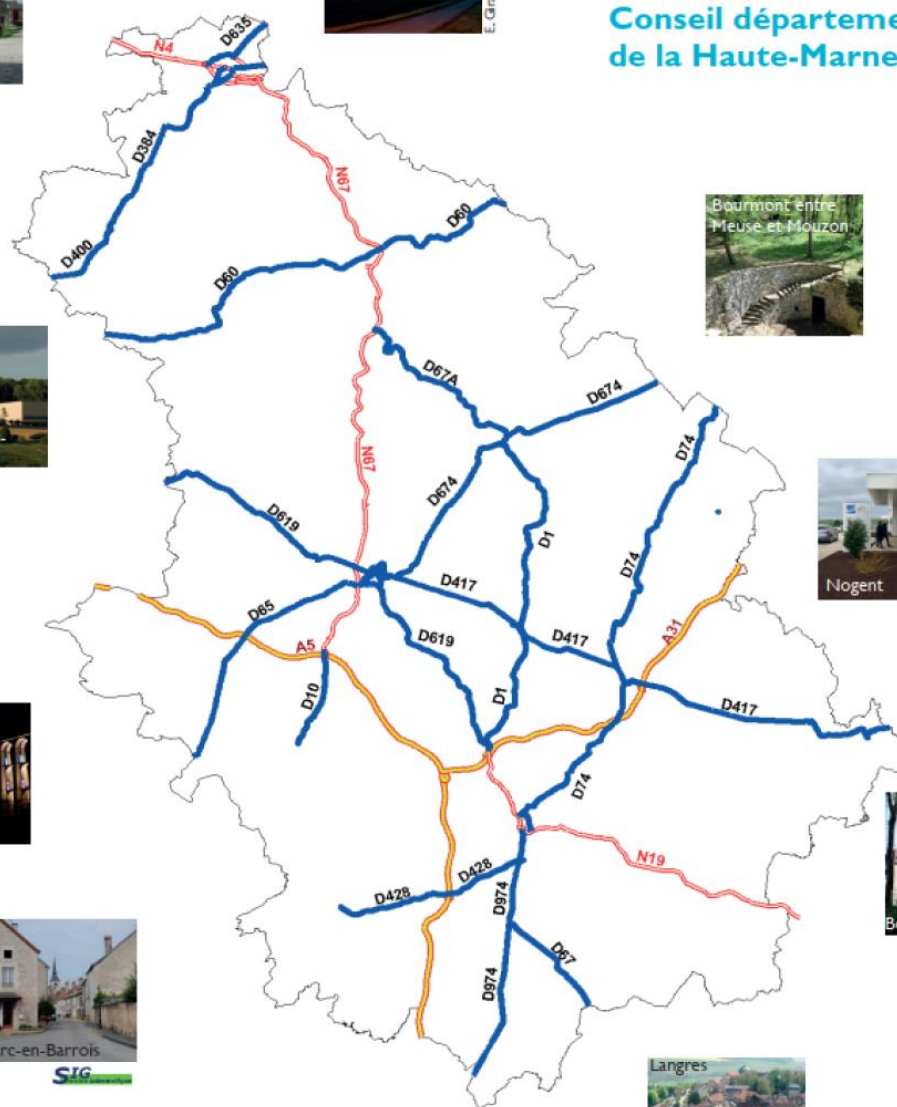 Conseil départeme
de la Haute-Marne
E. Gir
D635
N4
D384
N67
D400
D60
D60
Bourmont entre
Meuse et Mouzon
D67A
D674
D74
N67
D674
D619
D1
D74
Nogent
D417
D65
D619
D417
A31
A5
D10
D1
D417
D74
N19
D428
D428
D974
D67
D974
rc-en-Barrois
SIG
Langres